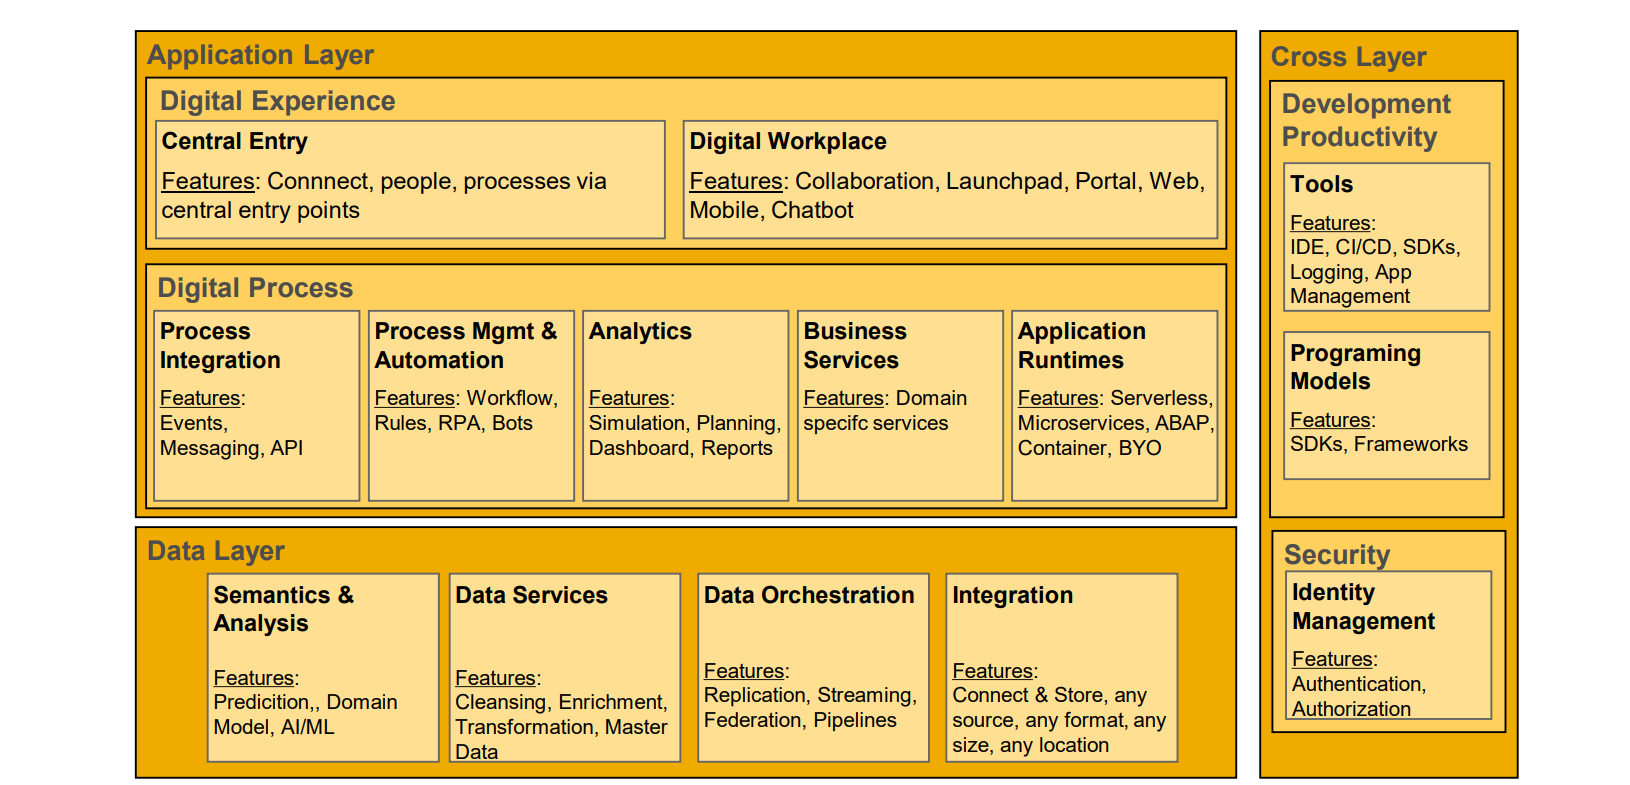 Application Layer
Digital Experience
Central Entry
Features: Connnect, people, processes via
central entry points
Digital Workplace
Features: Collaboration, Launchpad, Portal, Web,
Mobile, Chatbot
Digital Process
Process
Integration
Features:
Events,
Messaging, API
Process Mgmt &
Automation
Features: Workflow,
Rules, RPA, Bots
Analytics
Features:
Simulation, Planning,
Dashboard, Reports
Business
Services
Features: Domain
specifc services
Application
Runtimes
Features: Serverless,
Microservices, ABAP,
Container, BYO
Data Layer
Semantics &
Analysis
Features:
Predicition,, Domain
Model, AI/ML
Data Services
Features:
Cleansing, Enrichment,
Transformation, Master
Data
Data Orchestration
Features:
Replication, Streaming,
Federation, Pipelines
Integration
Features:
Connect & Store, any
source, any format, any
size, any location
Cross Layer
Development
Productivity
Tools
Features:
IDE, CI/CD, SDKs,
Logging, App
Management
Programing
Models
Features:
SDKs, Frameworks
Security
Identity
Management
Features:
Authentication,
Authorization